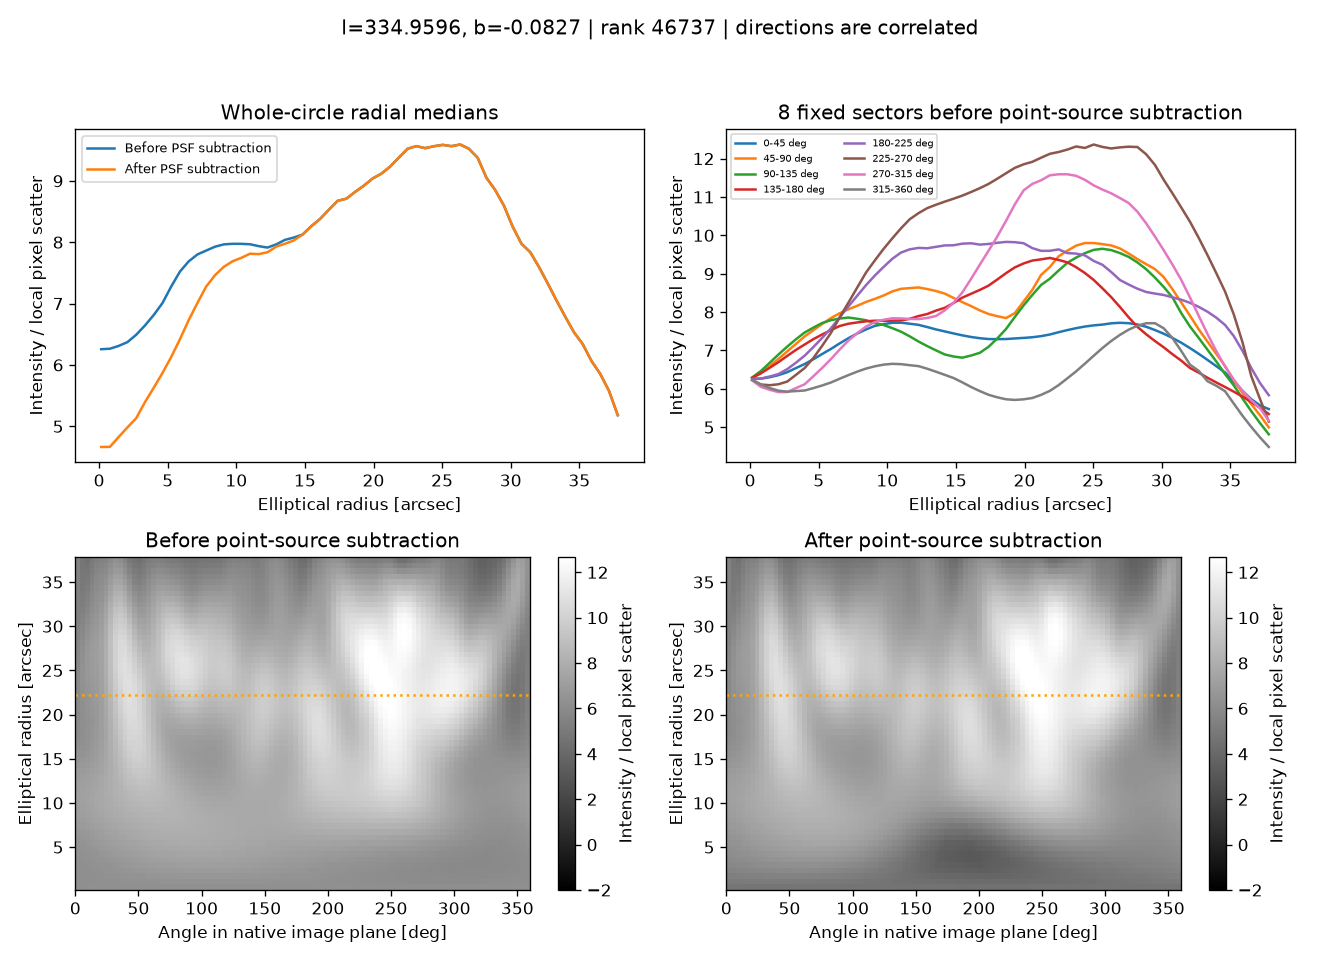 l=334.9596, b=-0.0827 | rank 46737 | directions are correlated
Whole-circle radial medians
Before PSF subtraction
After PSF subtraction
9
8
7
6
5
Intensity / local pixel scatter
0 5 10 15 20 25 30 35
Elliptical radius [arcsec]
8 fixed sectors before point-source subtraction
0-45 deg
45-90 deg
90-135 deg
135-180 deg
180-225 deg
225-270 deg
270-315 deg
315-360 deg
12
11
10
9
8
7
6
5
Intensity / local pixel scatter
0 5 10 15 20 25 30 35
Elliptical radius [arcsec]
Before point-source subtraction
35
30
25
20
15
10
5
Elliptical radius [arcsec]
0 50 100 150 200 250 300 350
Angle in native image plane [deg]
12
10
8
6
4
2
0
−2
Intensity / local pixel scatter
After point-source subtraction
35
30
25
20
15
10
5
Elliptical radius [arcsec]
0 50 100 150 200 250 300 350
Angle in native image plane [deg]
12
10
8
6
4
2
0
−2
Intensity / local pixel scatter